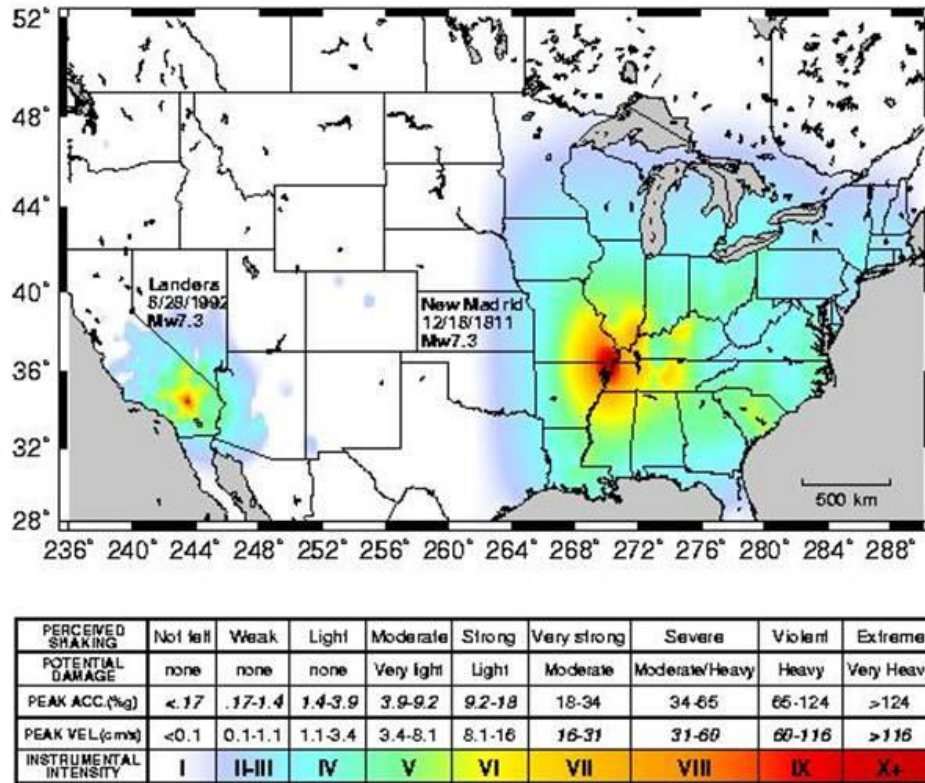 52°
48°
44°
40°
36°
32°
28°
Landers
6/28/1992
Mw7.3
New Madrid
12/16/1811
Mw7.3
500 km
236° 240° 244° 248° 252° 256° 260° 264° 268° 272° 276° 280° 284° 288°
PERCEIVED SHAKING Not felt Weak Light Moderate Strong Very strong Severe Violent Extreme
POTENTIAL DAMAGE none none none Very light Light Moderate Moderate/Heavy Heavy Very Heav
PEAK ACC.(%g) <.17 .17-1.4 1.4-3.9 3.9-9.2 9.2-18 18-34 34-65 65-124 >124
PEAK VEL.(cm/s) <0.1 0.1-1.1 1.1-3.4 3.4-8.1 8.1-16 16-31 31-60 60-116 >116
INSTRUMENTAL INTENSITY I II-III IV V VI VII VIII IX X+